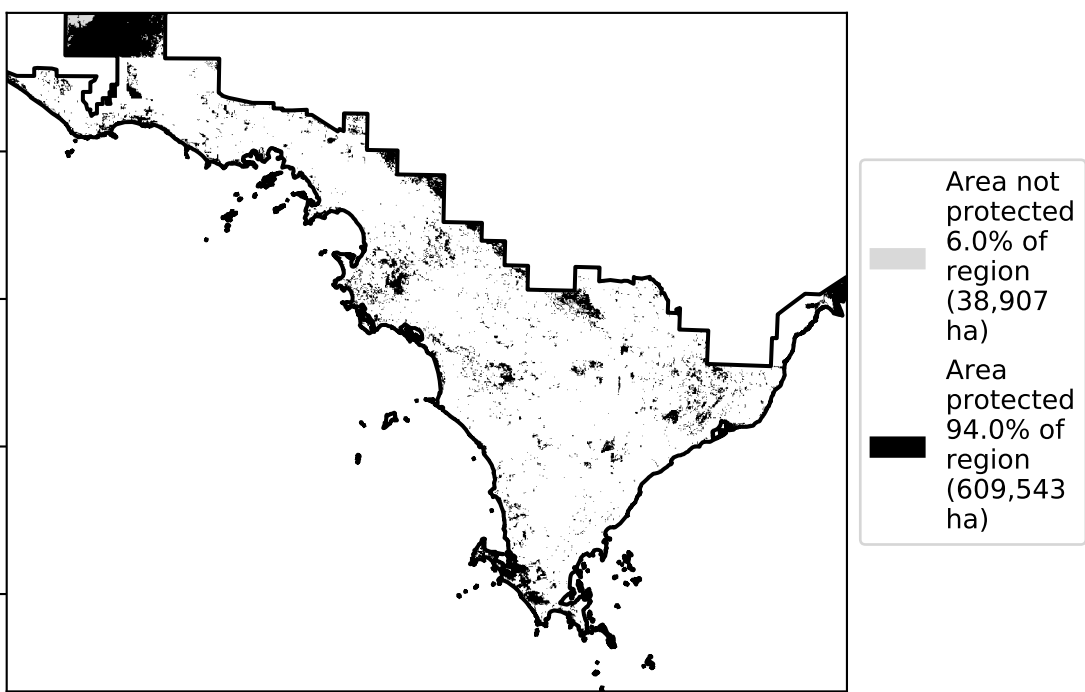 Area not
protected
6.0% of
region
(38,907
ha)
Area
protected
94.0% of
region
(609,543
ha)